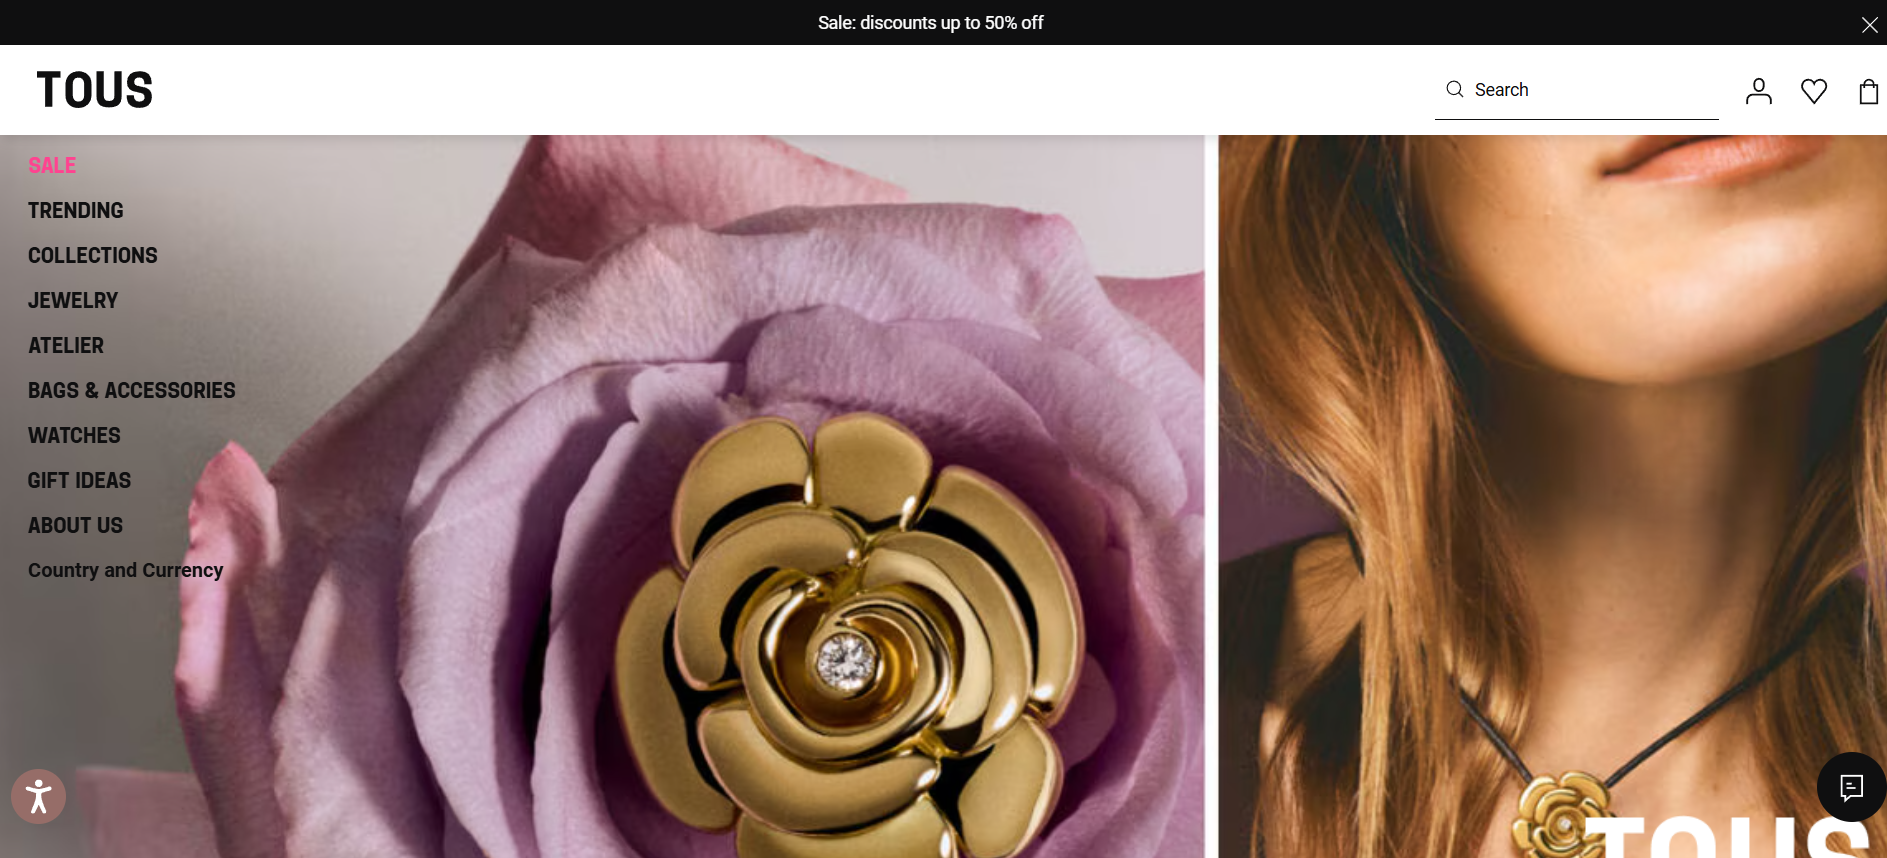 Sale: discounts up to 50% off
TOUS
Search
SALE
TRENDING
COLLECTIONS
JEWELRY
ATELIER
BAGS & ACCESSORIES
WATCHES
GIFT IDEAS
ABOUT US
Country and Currency
TOUS